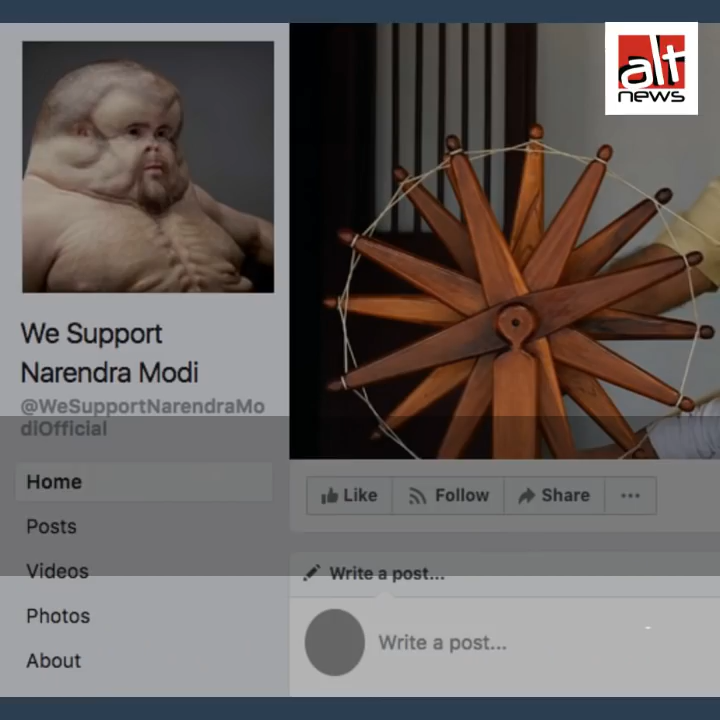 alt
news
We Support
Narendra Modi
@WeSupportNarendraMo
diOfficial
Home
Posts
Videos
Photos
About
Like
Follow
Share
Write a post...
Write a post...